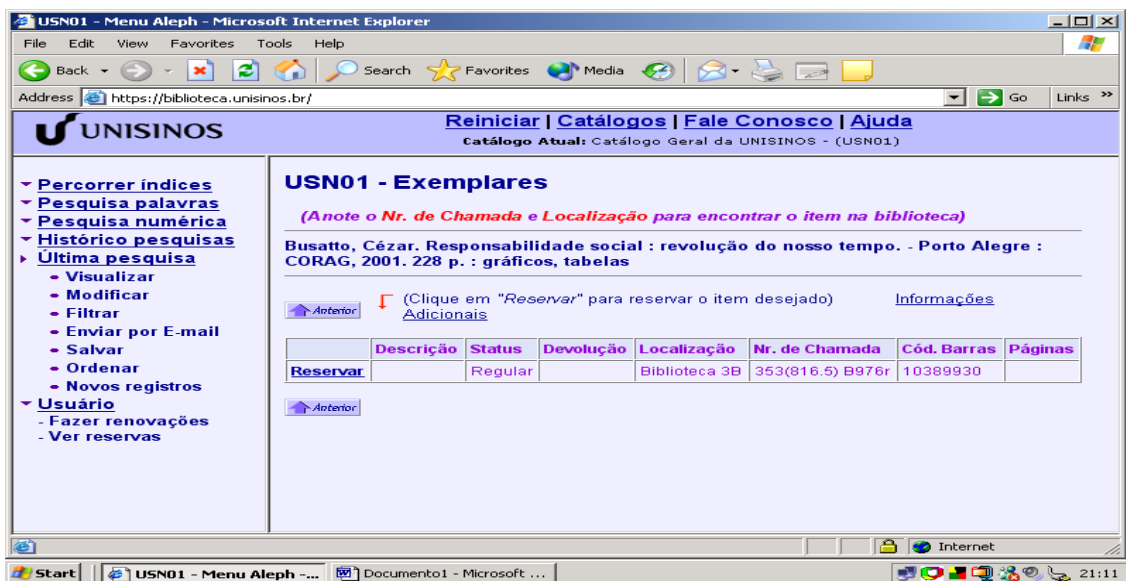 USN01 - Menu Aleph - Microsoft Internet Explorer
File Edit View Favorites Tools Help
Back Search Favorites Media
Address https://biblioteca.unisinos.br/ Go Links »
UNISINOS
Reiniciar | Catálogos | Fale Conosco | Ajuda
Catálogo Atual: Catálogo Geral da UNISINOS - (USN01)
Percorrer índices
Pesquisa palavras
Pesquisa numérica
Histórico pesquisas
Última pesquisa
• Visualizar
• Modificar
• Filtrar
• Enviar por E-mail
• Salvar
• Ordenar
• Novos registros
Usuário
- Fazer renovações
- Ver reservas
USN01 - Exemplares
(Anote o Nr. de Chamada e Localização para encontrar o item na biblioteca)
Busatto, Cézar. Responsabilidade social : revolução do nosso tempo. - Porto Alegre :
CORAG, 2001. 228 p. : gráficos, tabelas
Anterior (Clique em "Reservar" para reservar o item desejado) Informações
Adicionais
Descrição Status Devolução Localização Nr. de Chamada Cód. Barras Páginas
Reservar Regular Biblioteca 3B 353(816.5) B976r 10389930
Anterior
Internet
Start USN01 - Menu Aleph -... Documento1 - Microsoft ... 21:11